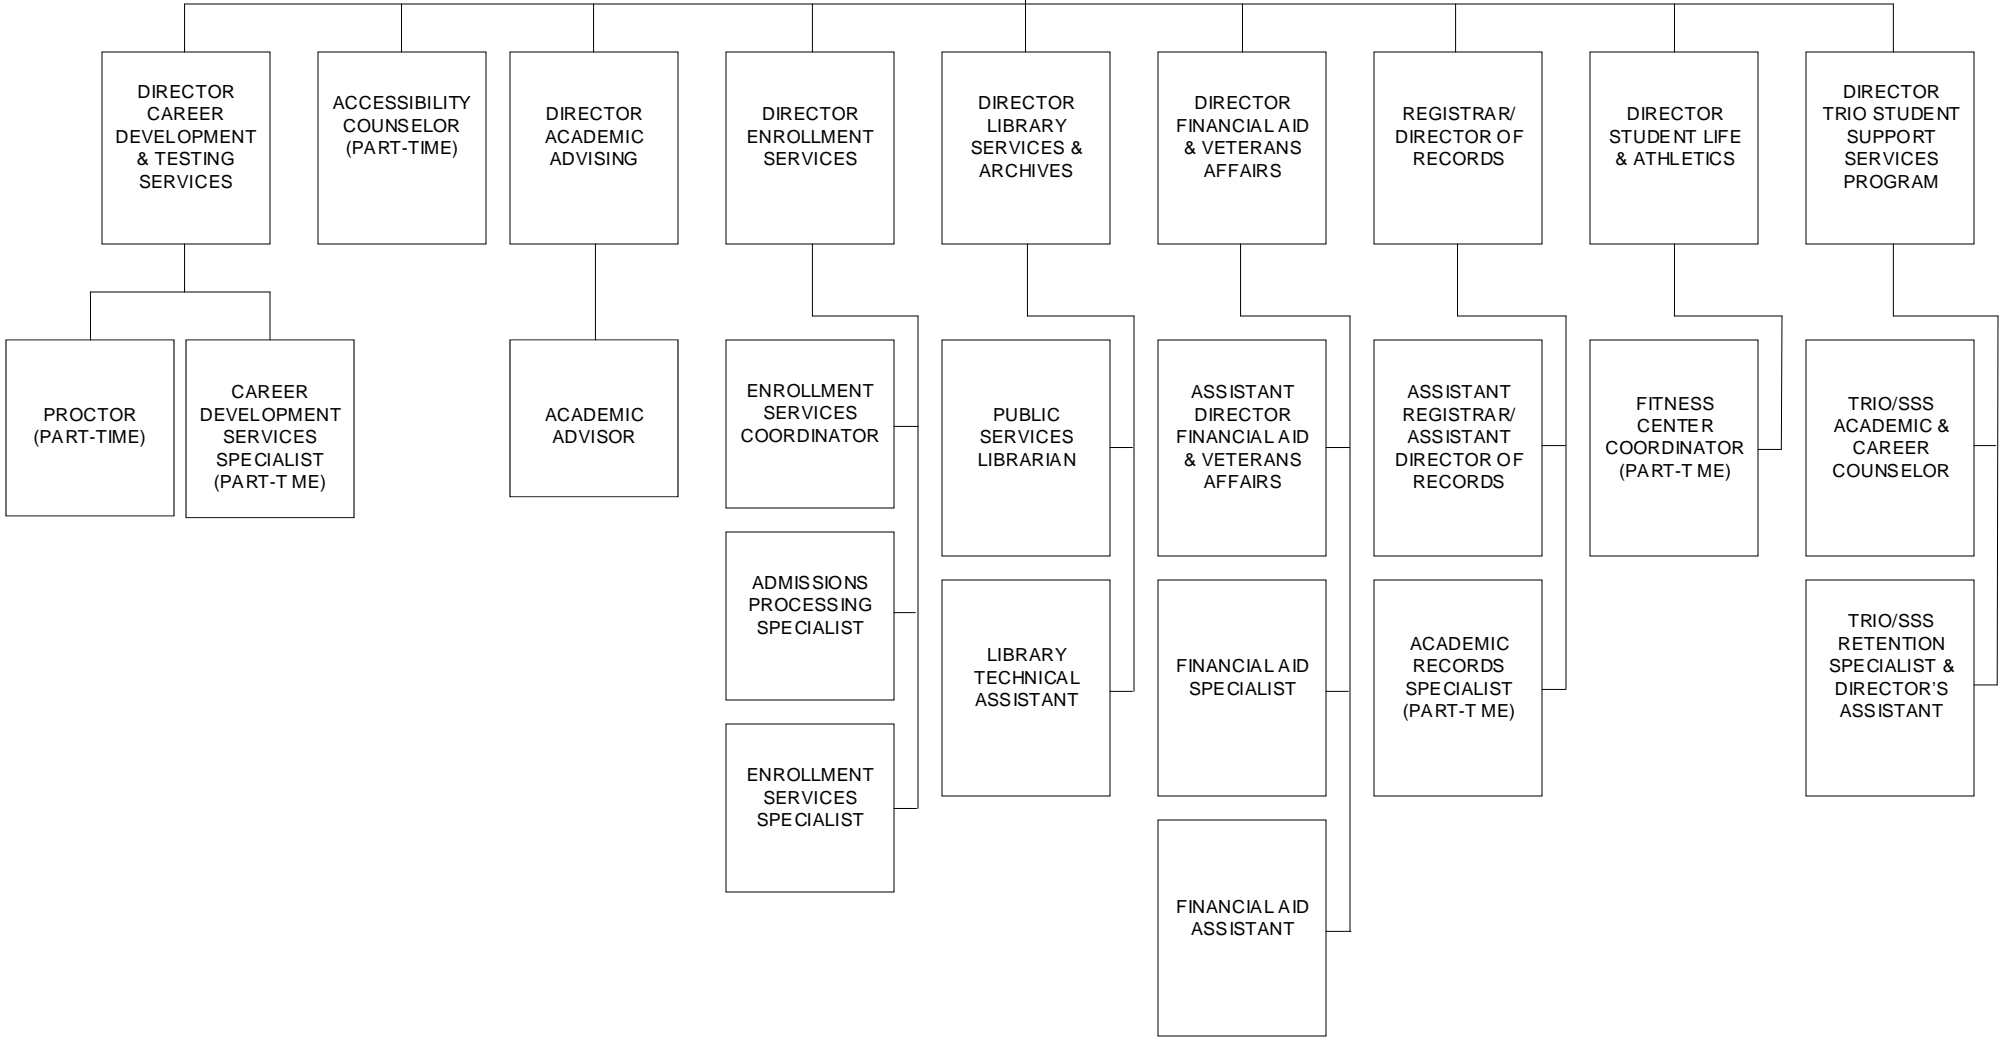 DIRECTOR
CAREER
DEVELOPMENT
& TESTING
SERVICES
ACCESSIBILITY
COUNSELOR
(PART-TIME)
DIRECTOR
ACADEMIC
ADVISING
DIRECTOR
ENROLLMENT
SERVICES
DIRECTOR
LIBRARY
SERVICES &
ARCHIVES
DIRECTOR
FINANCIAL AID
& VETERANS
AFFAIRS
REGISTRAR/
DIRECTOR OF
RECORDS
DIRECTOR
STUDENT LIFE
& ATHLETICS
DIRECTOR
TRIO STUDENT
SUPPORT
SERVICES
PROGRAM
PROCTOR
(PART-TIME)
CAREER
DEVELOPMENT
SERVICES
SPECIALIST
(PART-T ME)
ACADEMIC
ADVISOR
ENROLLMENT
SERVICES
COORDINATOR
PUBLIC
SERVICES
LIBRARIAN
ASSISTANT
DIRECTOR
FINANCIAL AID
& VETERANS
AFFAIRS
ASSISTANT
REGISTRAR/
ASSISTANT
DIRECTOR OF
RECORDS
FITNESS
CENTER
COORDINATOR
(PART-T ME)
TRIO/SSS
ACADEMIC &
CAREER
COUNSELOR
ADMISSIONS
PROCESSING
SPECIALIST
LIBRARY
TECHNICAL
ASSISTANT
FINANCIAL AID
SPECIALIST
ACADEMIC
RECORDS
SPECIALIST
(PART-T ME)
TRIO/SSS
RETENTION
SPECIALIST &
DIRECTOR'S
ASSISTANT
ENROLLMENT
SERVICES
SPECIALIST
FINANCIAL AID
ASSISTANT